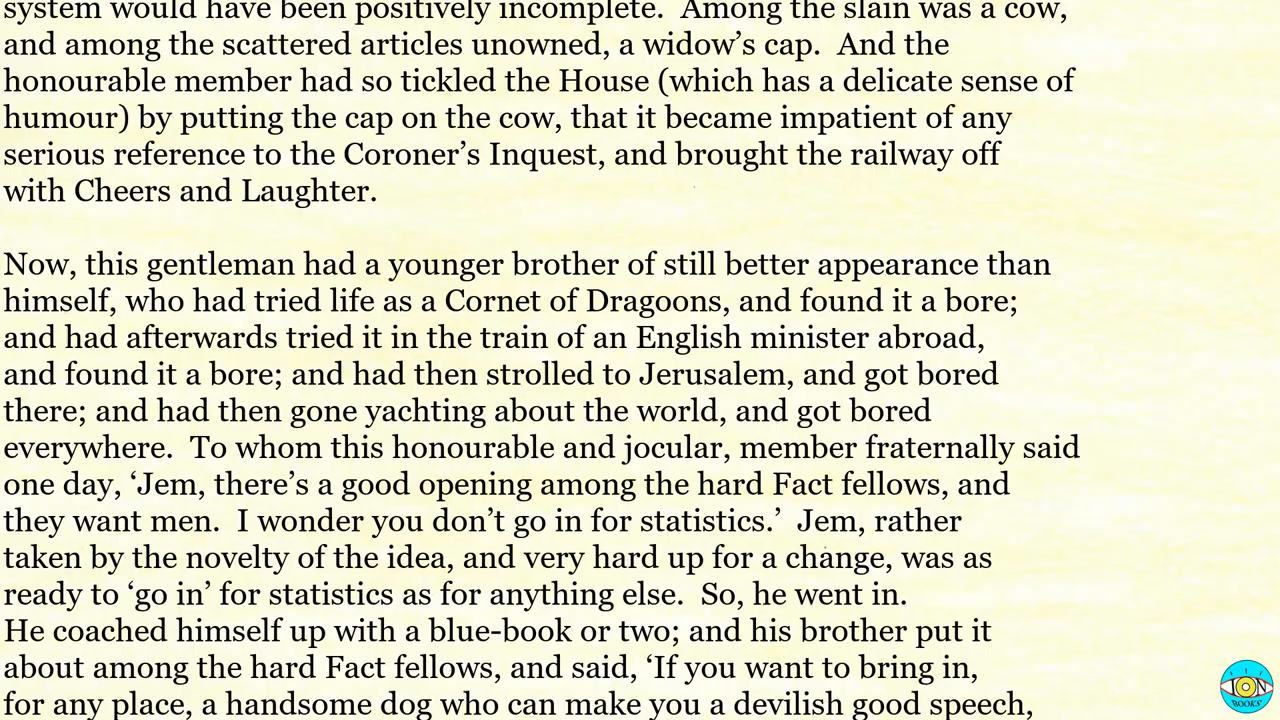 system would have been positively incomplete.  Among the slain was a cow,
and among the scattered articles unowned, a widow’s cap.  And the
honourable member had so tickled the House (which has a delicate sense of
humour) by putting the cap on the cow, that it became impatient of any
serious reference to the Coroner’s Inquest, and brought the railway off
with Cheers and Laughter.

Now, this gentleman had a younger brother of still better appearance than
himself, who had tried life as a Cornet of Dragoons, and found it a bore;
and had afterwards tried it in the train of an English minister abroad,
and found it a bore; and had then strolled to Jerusalem, and got bored
there; and had then gone yachting about the world, and got bored
everywhere.  To whom this honourable and jocular, member fraternally said
one day, ‘Jem, there’s a good opening among the hard Fact fellows, and
they want men.  I wonder you don’t go in for statistics.’  Jem, rather
taken by the novelty of the idea, and very hard up for a change, was as
ready to ‘go in’ for statistics as for anything else.  So, he went in.
He coached himself up with a blue-book or two; and his brother put it
about among the hard Fact fellows, and said, ‘If you want to bring in,
for any place, a handsome dog who can make you a devilish good speech,
ION
BOOKS